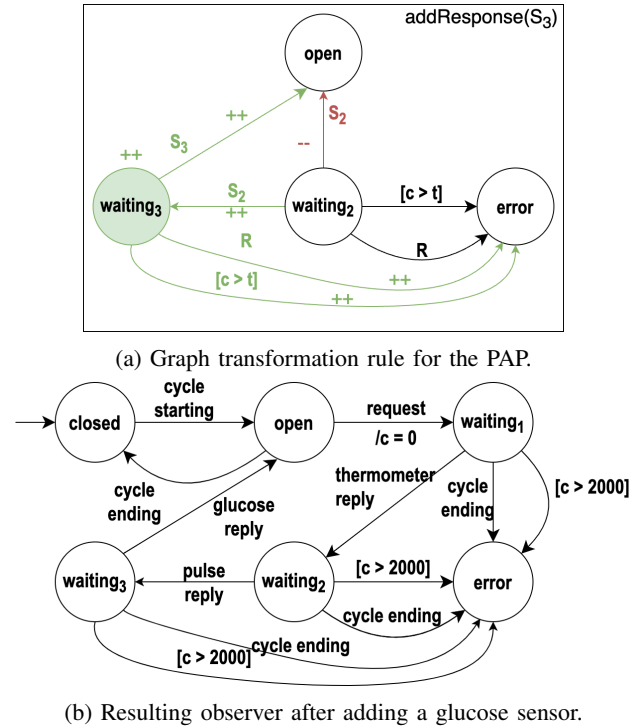 addResponse(S3)
open
++
S3
S2
++
--
waiting3
S2
++
waiting2
[c > t]
error
R
R
++
[c > t]
++
(a) Graph transformation rule for the PAP.
closed
cycle
starting
open
request
/c = 0
waiting1
cycle
ending
glucose
reply
thermometer
reply
cycle
ending
[c > 2000]
waiting3
pulse
reply
waiting2
[c > 2000]
error
cycle ending
cycle ending
[c > 2000]
(b) Resulting observer after adding a glucose sensor.